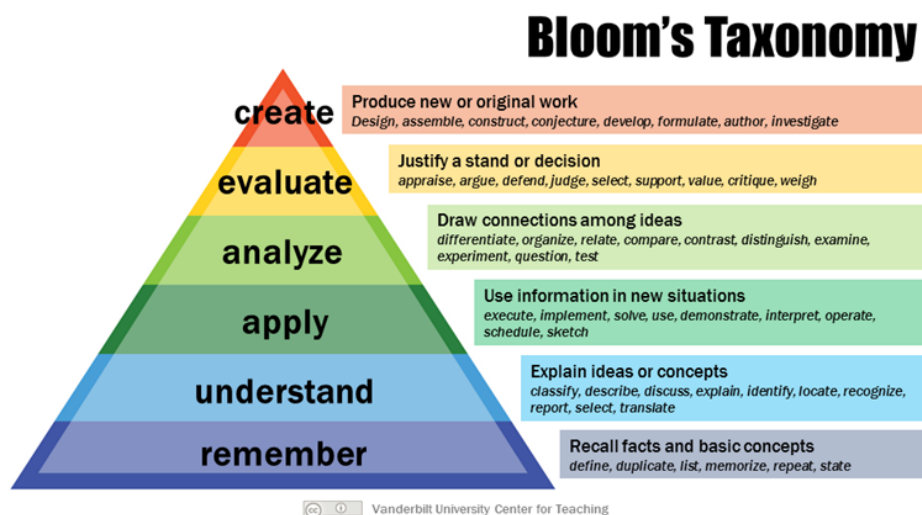 Bloom's Taxonomy
create
Produce new or original work
Design, assemble, construct, conjecture, develop, formulate, author, investigate
evaluate
Justify a stand or decision
appraise, argue, defend, judge, select, support, value, critique, weigh
analyze
Draw connections among ideas
differentiate, organize, relate, compare, contrast, distinguish, examine,
experiment, question, test
apply
Use information in new situations
execute, implement, solve, use, demonstrate, interpret, operate,
schedule, sketch
understand
Explain ideas or concepts
classify, describe, discuss, explain, identify, locate, recognize,
report, select, translate
remember
Recall facts and basic concepts
define, duplicate, list, memorize, repeat, state
cc
Vanderbilt University Center for Teaching